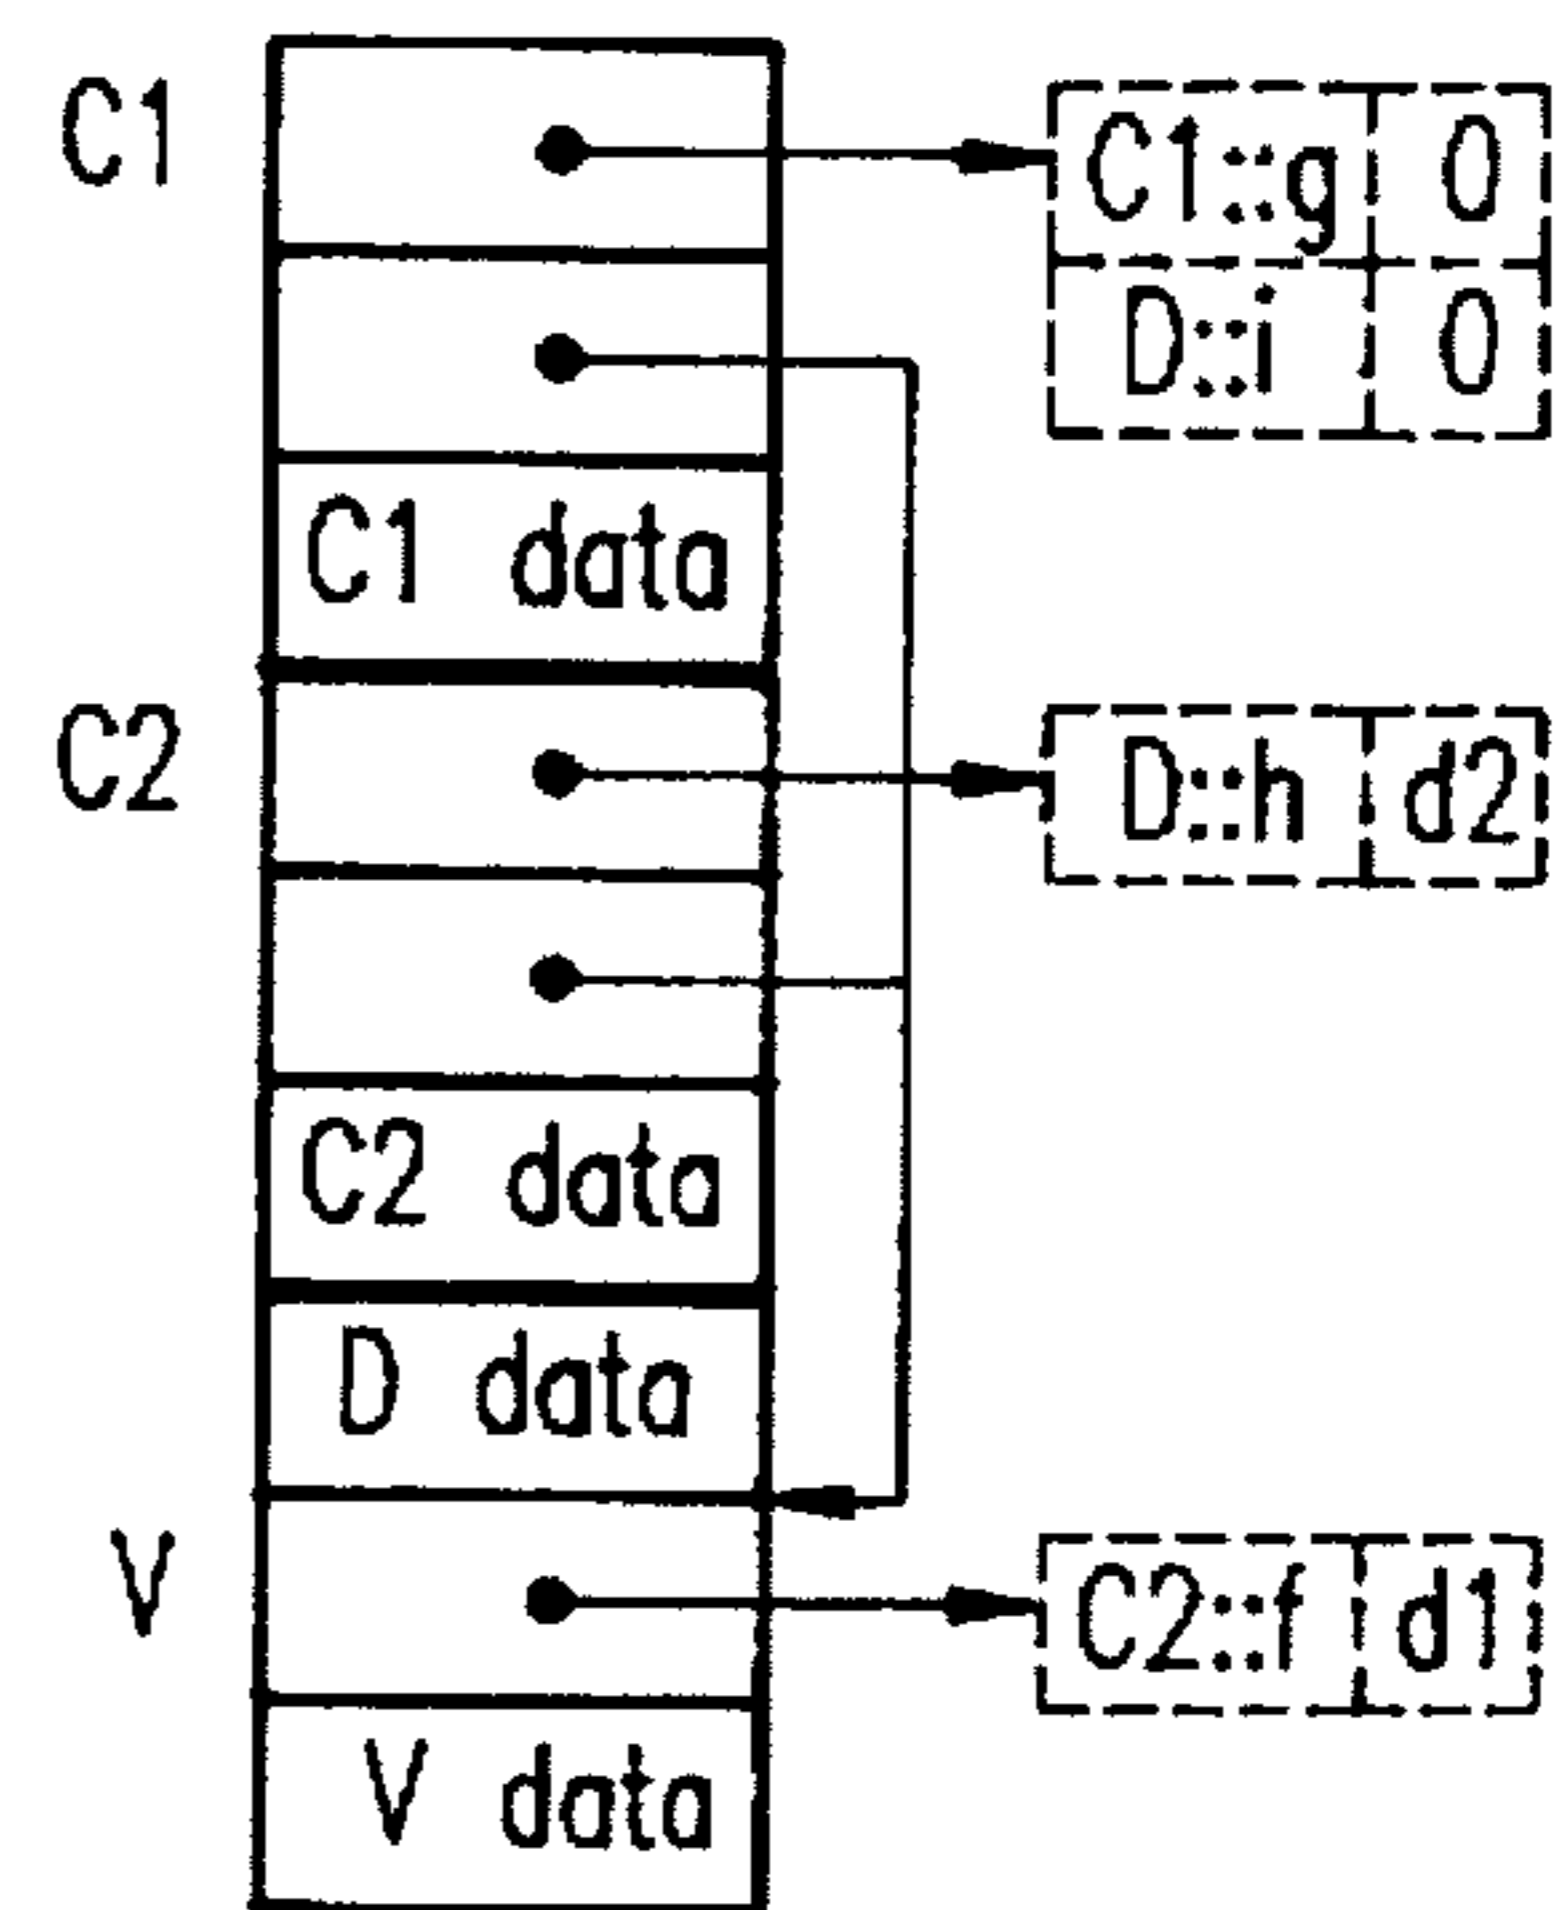 C1
C1::g 0
D::i 0
C1 data
C2
D::h d2
C2 data
D data
V
C2::f d1
V data